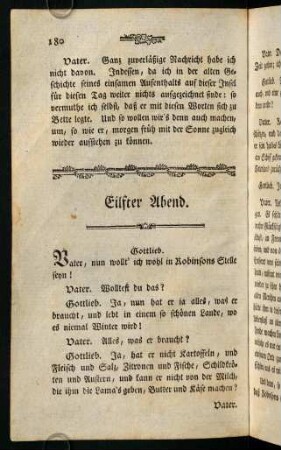 180
Vater. Ganz zuverläßige Nachricht habe ich
nicht davon. Indessen, da ich in der alten Ge-
schichte seines einsamen Aufenthalts auf dieser Insel
für diesen Tag weiter nichts aufgezeichnet finde: so
vermuthe ich selbst, daß er mit diesen Worten sich zu
Bette legte. Und so wollen wir's denn auch machen,
um, so wie er, morgen früh mit der Sonne zugleich
wieder aufstehen zu können.
Eilfter Abend.
Gottlieb.
Vater, nun wollt' ich wohl in Robinsons Stelle
seyn!
Vater. Wolltest du das?
Gottlieb. Ja, nun hat er ja alles, was er
braucht, und lebt in einem so schönen Lande, wo
es niemal Winter wird!
Vater. Alles, was er braucht?
Gottlieb. Ja, hat er nicht Kartoffeln, und
Fleisch und Salz, Zitronen und Fische, Schildkrö-
ten und Austern, und kann er nicht von der Milch,
die ihm die Lama's geben, Butter und Käse machen?
Vater.